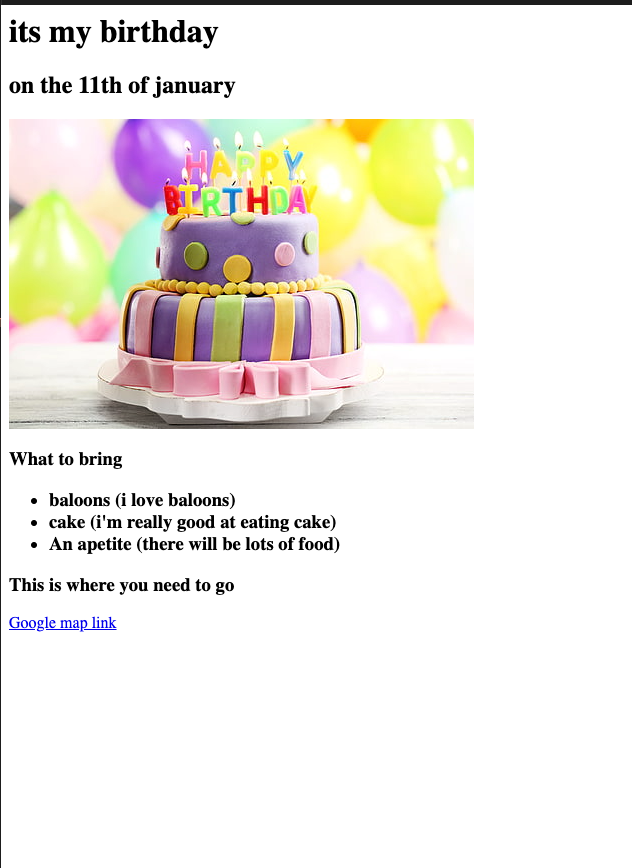 its my birthday
on the 11th of january
HAPPY
BIRTHDAY
What to bring
baloons (i love baloons)
cake (i'm really good at eating cake)
An apetite (there will be lots of food)
This is where you need to go
Google map link